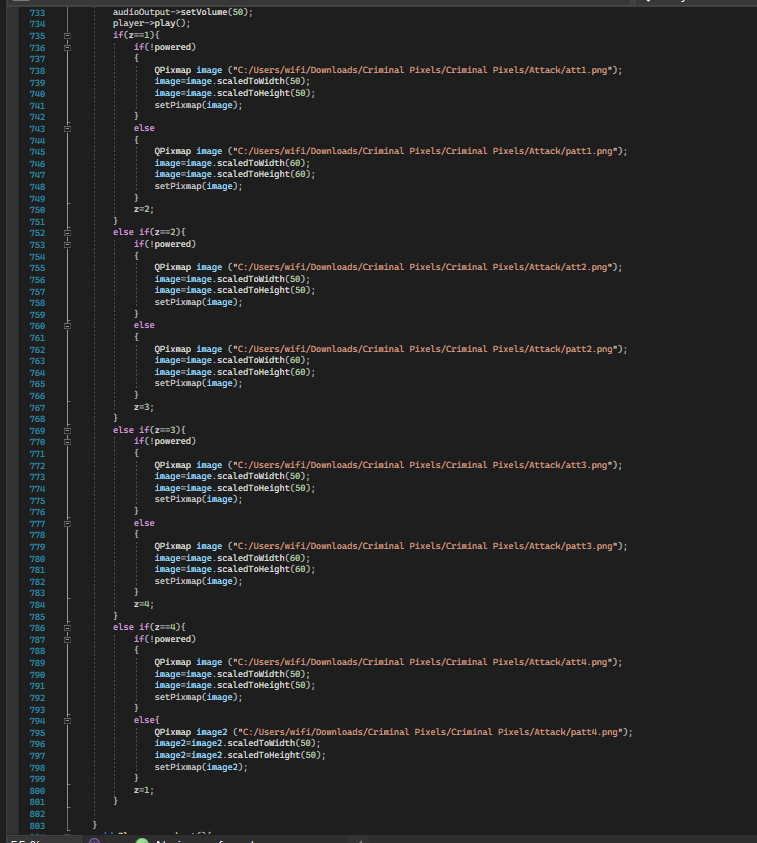 733 audioOutput->setVolume(50);
734 player->play();
735 if(z==1){
736 if(!powered)
737 {
738 QPixmap image ("C:/Users/wifi/Downloads/Criminal Pixels/Criminal Pixels/Attack/att1.png");
739 image=image.scaledToWidth(50);
740 image=image.scaledToHeight(50);
741 setPixmap(image);
742 }
743 else
744 {
745 QPixmap image ("C:/Users/wifi/Downloads/Criminal Pixels/Criminal Pixels/Attack/patt1.png");
746 image=image.scaledToWidth(60);
747 image=image.scaledToHeight(60);
748 setPixmap(image);
749 }
750 z=2;
751 }
752 else if(z==2){
753 if(!powered)
754 {
755 QPixmap image ("C:/Users/wifi/Downloads/Criminal Pixels/Criminal Pixels/Attack/att2.png");
756 image=image.scaledToWidth(50);
757 image=image.scaledToHeight(50);
758 setPixmap(image);
759 }
760 else
761 {
762 QPixmap image ("C:/Users/wifi/Downloads/Criminal Pixels/Criminal Pixels/Attack/patt2.png");
763 image=image.scaledToWidth(60);
764 image=image.scaledToHeight(60);
765 setPixmap(image);
766 }
767 z=3;
768 }
769 else if(z==3){
770 if(!powered)
771 {
772 QPixmap image ("C:/Users/wifi/Downloads/Criminal Pixels/Criminal Pixels/Attack/att3.png");
773 image=image.scaledToWidth(50);
774 image=image.scaledToHeight(50);
775 setPixmap(image);
776 }
777 else
778 {
779 QPixmap image ("C:/Users/wifi/Downloads/Criminal Pixels/Criminal Pixels/Attack/patt3.png");
780 image=image.scaledToWidth(60);
781 image=image.scaledToHeight(60);
782 setPixmap(image);
783 }
784 z=4;
785 }
786 else if(z==4){
787 if(!powered)
788 {
789 QPixmap image ("C:/Users/wifi/Downloads/Criminal Pixels/Criminal Pixels/Attack/att4.png");
790 image=image.scaledToWidth(50);
791 image=image.scaledToHeight(50);
792 setPixmap(image);
793 }
794 else{
795 QPixmap image2 ("C:/Users/wifi/Downloads/Criminal Pixels/Criminal Pixels/Attack/patt4.png");
796 image2=image2.scaledToWidth(50);
797 image2=image2.scaledToHeight(50);
798 setPixmap(image2);
799 }
800 z=1;
801 }
802
803 }